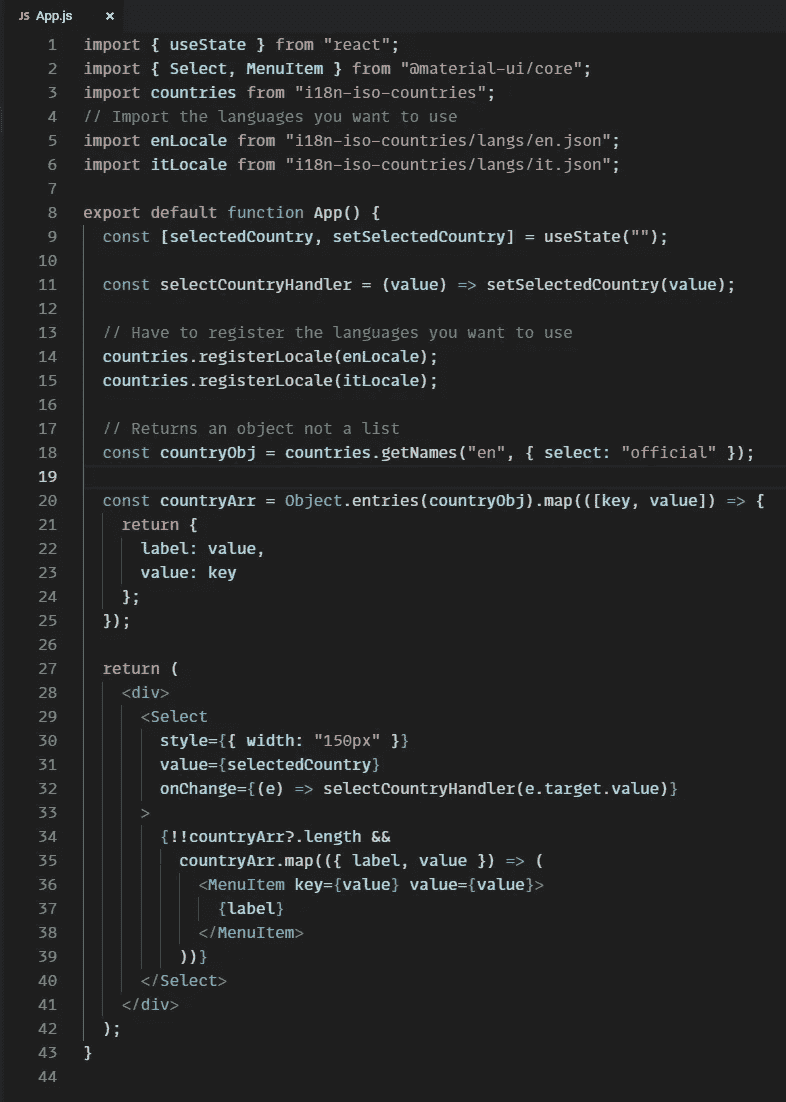 JS App.js ×
1 import { useState } from "react";
2 import { Select, MenuItem } from "@material-ui/core";
3 import countries from "i18n-iso-countries";
4 // Import the languages you want to use
5 import enLocale from "i18n-iso-countries/langs/en.json";
6 import itLocale from "i18n-iso-countries/langs/it.json";
7
8 export default function App() {
9   const [selectedCountry, setSelectedCountry] = useState("");
10
11   const selectCountryHandler = (value) => setSelectedCountry(value);
12
13   // Have to register the languages you want to use
14   countries.registerLocale(enLocale);
15   countries.registerLocale(itLocale);
16
17   // Returns an object not a list
18   const countryObj = countries.getNames("en", { select: "official" });
19
20   const countryArr = Object.entries(countryObj).map(([key, value]) => {
21     return {
22       label: value,
23       value: key
24     };
25   });
26
27   return (
28     <div>
29       <Select
30         style={{ width: "150px" }}
31         value={selectedCountry}
32         onChange={(e) => selectCountryHandler(e.target.value)}
33       >
34         {!!countryArr?.length &&
35           countryArr.map(({ label, value }) => (
36             <MenuItem key={value} value={value}>
37               {label}
38             </MenuItem>
39           ))}
40       </Select>
41     </div>
42   );
43 }
44